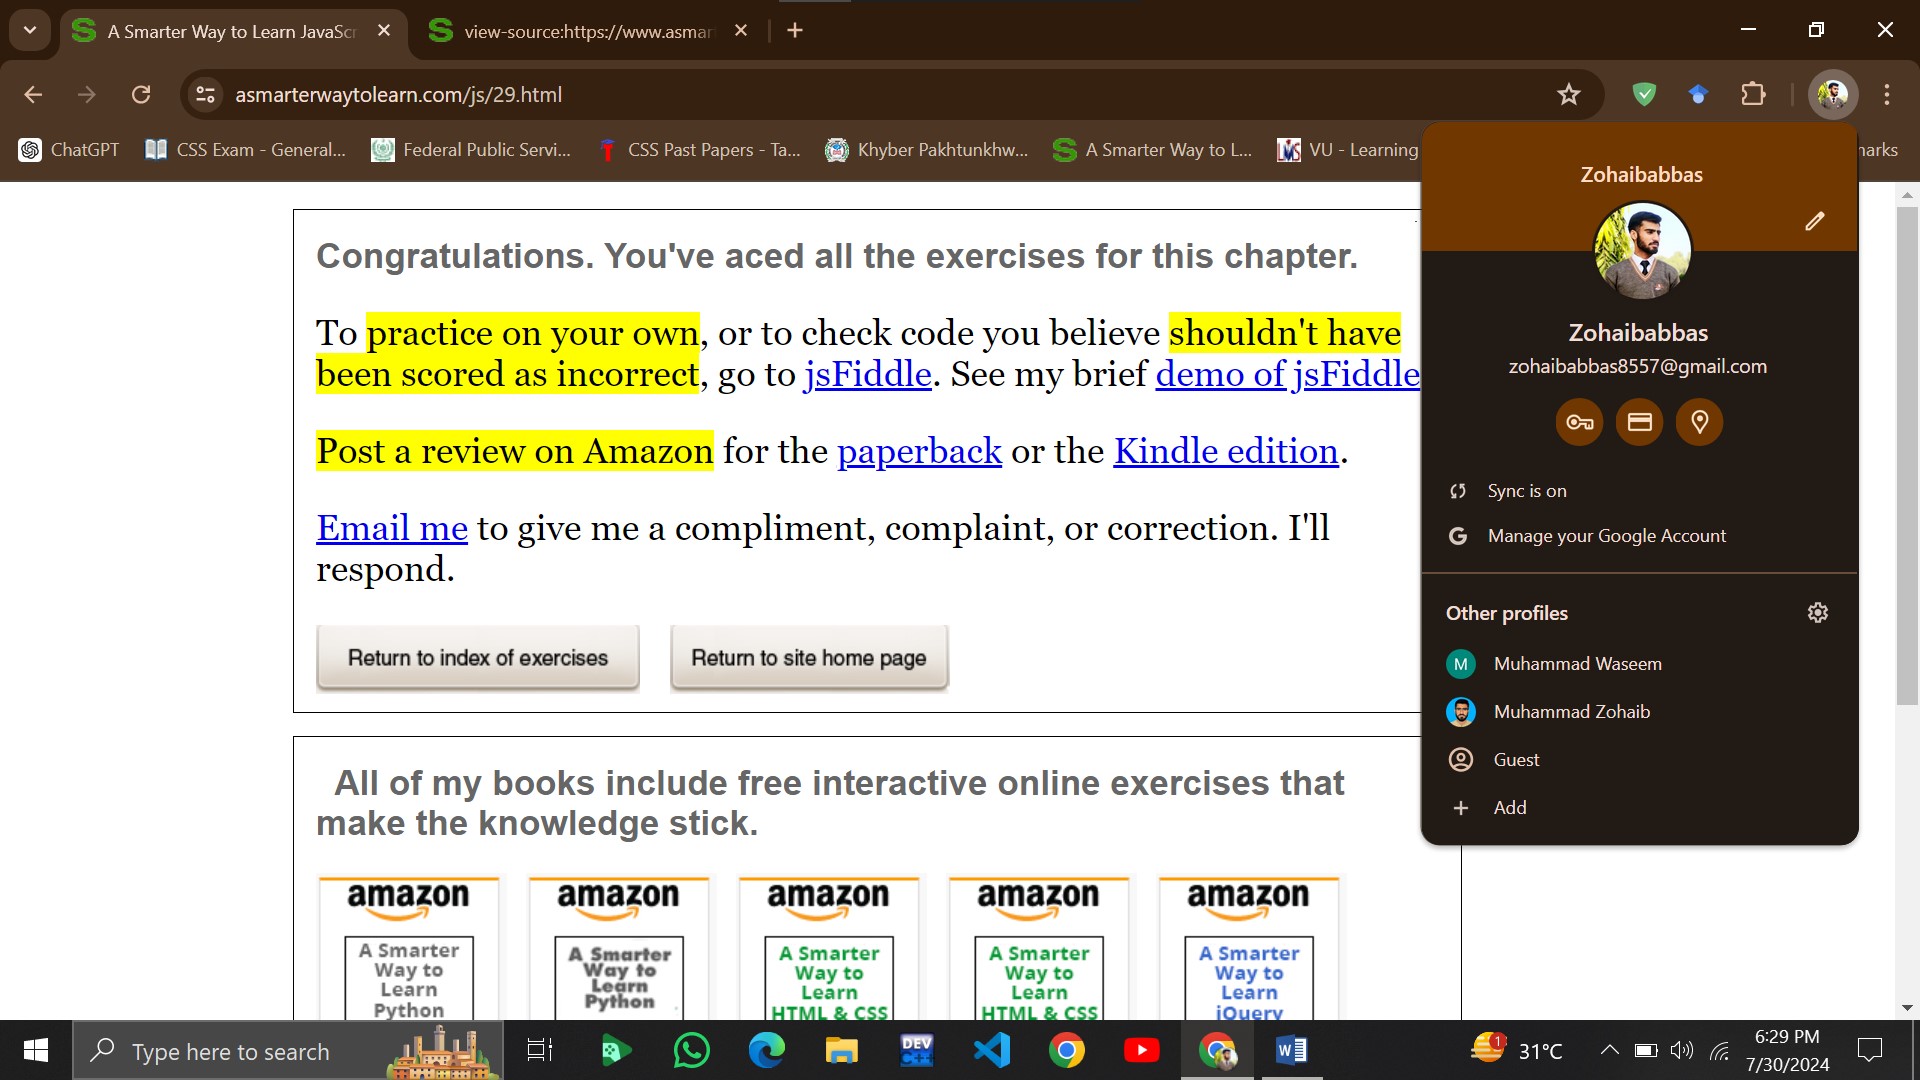 A Smarter Way to Learn JavaScr
view-source:https://www.asmar
asmarterwaytolearn.com/js/29.html
ChatGPT
CSS Exam - General...
Federal Public Servi...
CSS Past Papers - Ta...
Khyber Pakhtunkhw...
A Smarter Way to L...
VU - Learning
narks
Congratulations. You've aced all the exercises for this chapter.
To practice on your own, or to check code you believe shouldn't have
been scored as incorrect, go to jsFiddle. See my brief demo of jsFiddle
Post a review on Amazon for the paperback or the Kindle edition.
Email me to give me a compliment, complaint, or correction. I'll
respond.
Return to index of exercises
Return to site home page
All of my books include free interactive online exercises that
make the knowledge stick.
amazon
A Smarter
Way to
Learn
Python
amazon
A Smarter
Way to
Learn
Python
amazon
A Smarter
Way to
Learn
HTML & CSS
amazon
A Smarter
Way to
Learn
HTML & CSS
amazon
A Smarter
Way to
Learn
jQuery
Zohaibabbas
Zohaibabbas
zohaibabbas8557@gmail.com
Sync is on
Manage your Google Account
Other profiles
M
Muhammad Waseem
Muhammad Zohaib
Guest
Add
Type here to search
DEV
C++
W
1
31°C
6:29 PM
7/30/2024